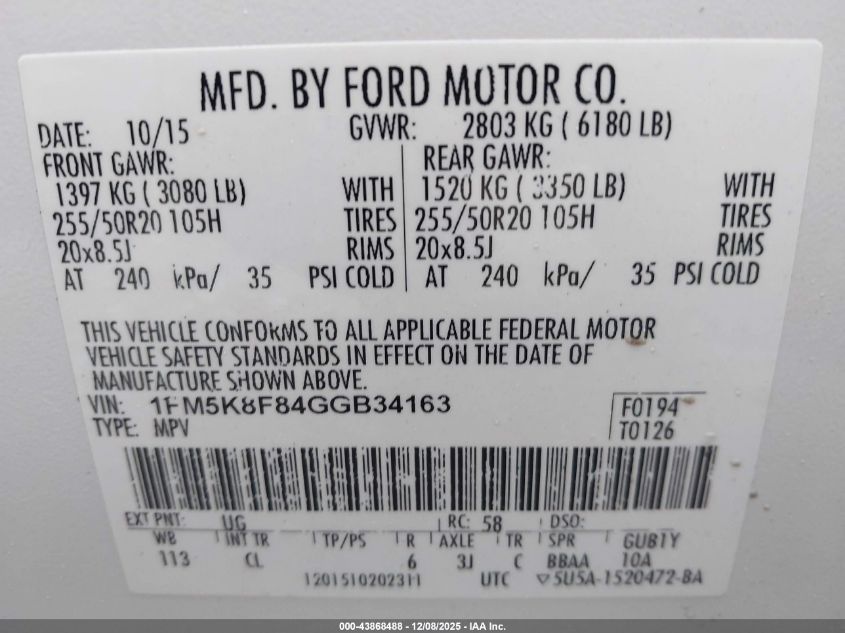 MFD. BY FORD MOTOR CO.
DATE: 10/15 GVWR: 2803 KG ( 6180 LB)
FRONT GAWR: REAR GAWR:
1397 KG ( 3080 LB) WITH 1520 KG ( 3350 LB) WITH
255/50R20 105H TIRES 255/50R20 105H TIRES
20x8.5J RIMS 20x8.5J RIMS
AT 240 kPa/ 35 PSI COLD AT 240 kPa/ 35 PSI COLD
THIS VEHICLE CONFORMS TO ALL APPLICABLE FEDERAL MOTOR
VEHICLE SAFETY STANDARDS IN EFFECT ON THE DATE OF
MANUFACTURE SHOWN ABOVE.
VIN: 1FM5K8F84GGB34163 F0194
TYPE: MPV T0126
EXT PNT: UG RC: 58 DSO:
WB INT TR TP/PS R AXLE TR SPR GUB1Y
113 CL 6 3J C BBAA 10A
1201510202311 UTC ▽5U5A-1520472-BA
000-43868488 - 12/08/2025 - IAA Inc.